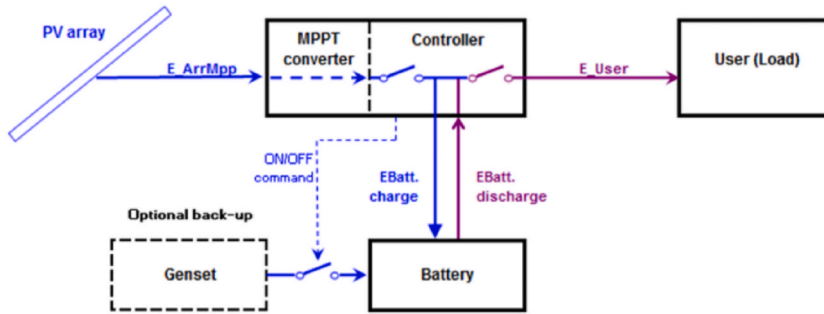 PV array
E_ArrMpp
MPPT
converter
Controller
E_User
User (Load)
ON/OFF
command
EBatt.
charge
EBatt.
discharge
Optional back-up
Genset
Battery